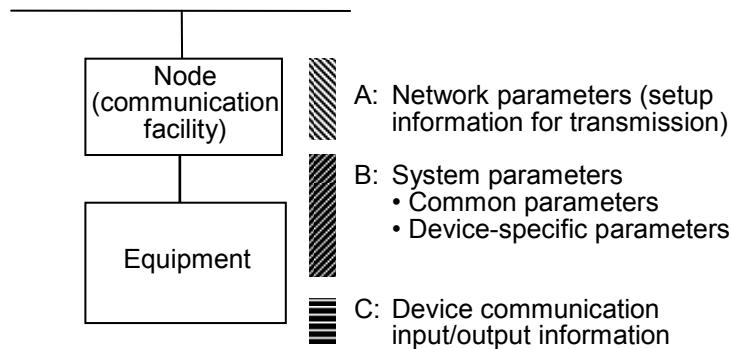 Node
(communication
facility)
Equipment
A: Network parameters (setup
information for transmission)
B: System parameters
• Common parameters
• Device-specific parameters
C: Device communication
input/output information